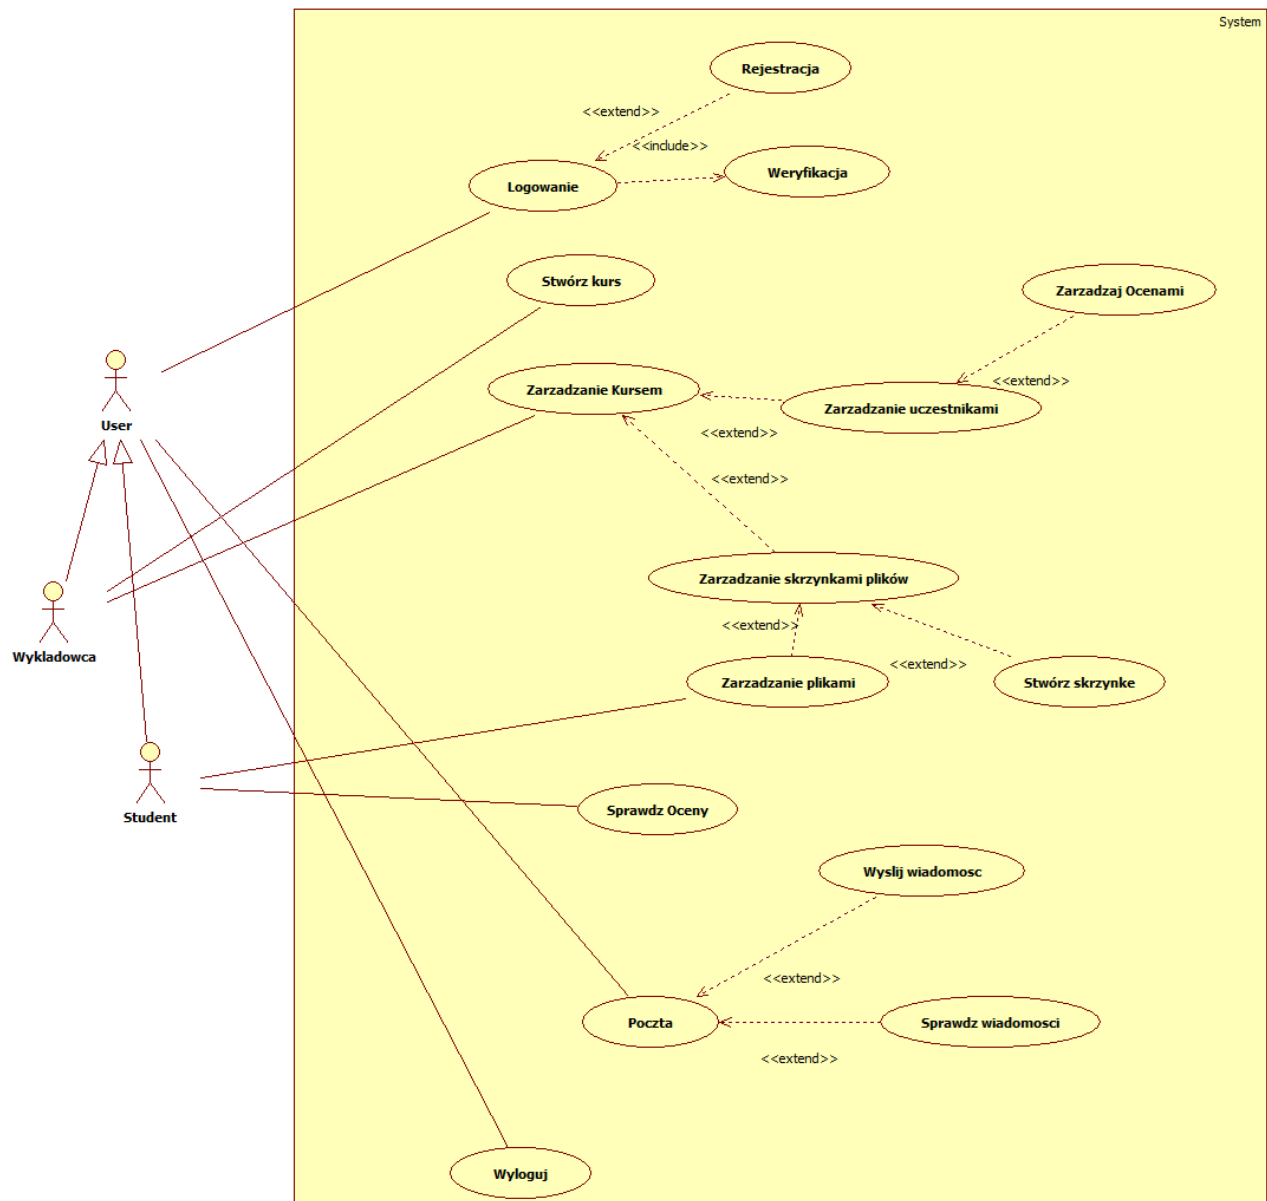 System
Rejestracja
<<extend>>
<<include>>
Weryfikacja
Logowanie
Stwórz kurs
Zarzadzaj Ocenami
<<extend>>
Zarzadzanie Kursem
Zarzadzanie uczestnikami
User
<<extend>>
<<extend>>
Zarzadzanie skrzynkami plików
<<extend>>
Wykladowca
<<extend>>
Zarzadzanie plikami
Stwórz skrzynke
Sprawdz Oceny
Student
Wyslij wiadomosc
<<extend>>
Poczta
Sprawdz wiadomosci
<<extend>>
Wyloguj